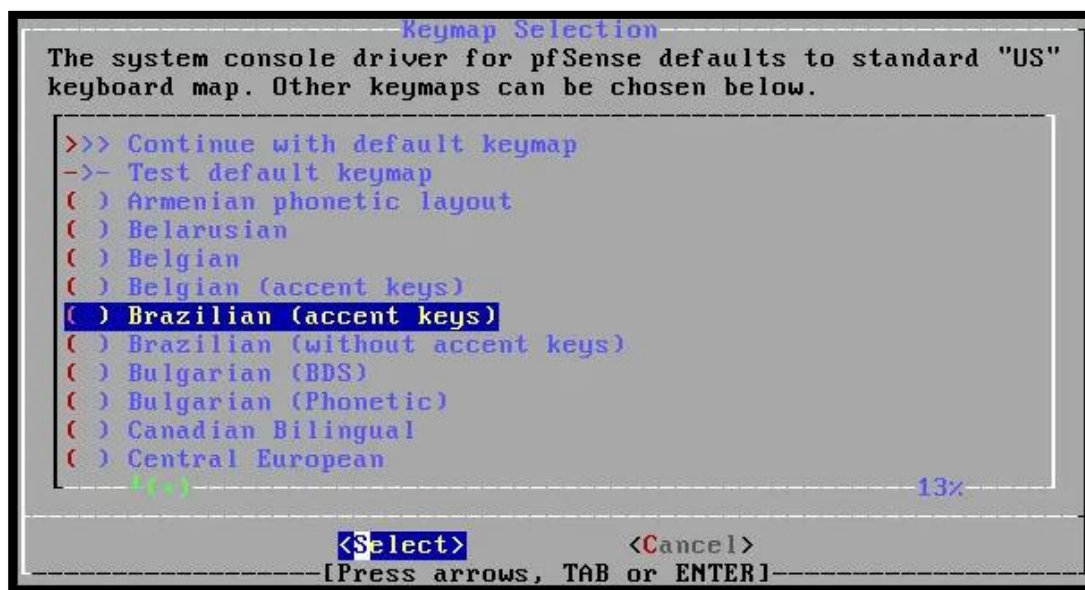 Keymap Selection
The system console driver for pfSense defaults to standard "US"
keyboard map. Other keymaps can be chosen below.
>>> Continue with default keymap
->- Test default keymap
( ) Armenian phonetic layout
( ) Belarusian
( ) Belgian
( ) Belgian (accent keys)
( ) Brazilian (accent keys)
( ) Brazilian (without accent keys)
( ) Bulgarian (BDS)
( ) Bulgarian (Phonetic)
( ) Canadian Bilingual
( ) Central European
13%
<Select> <Cancel>
[Press arrows, TAB or ENTER]